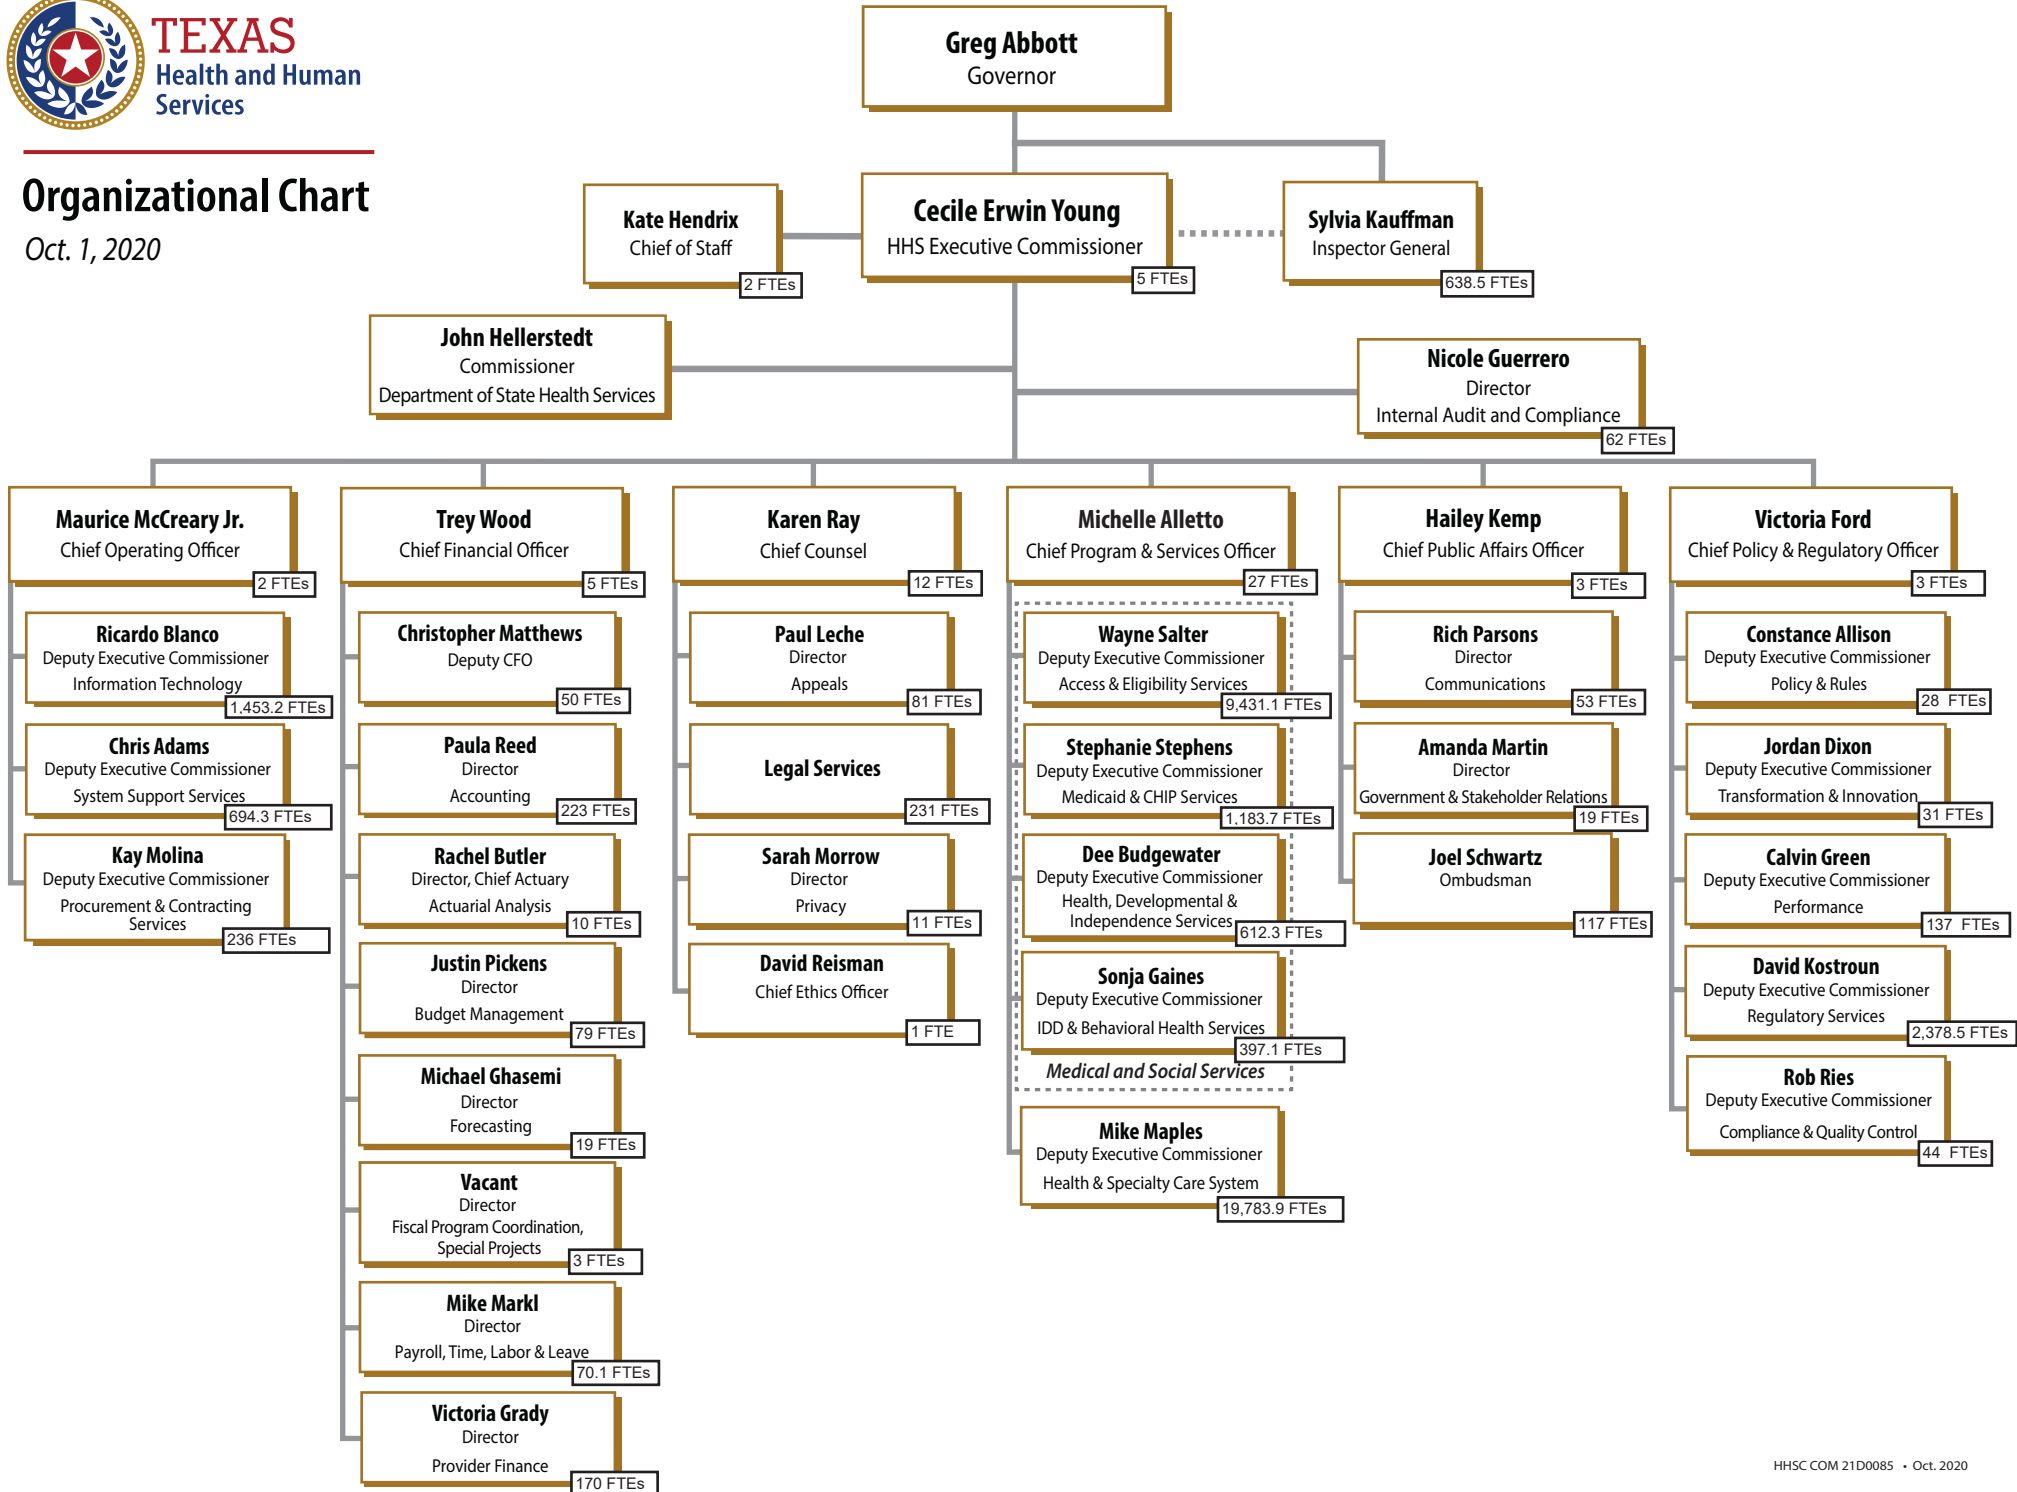 TEXAS
Health and Human
Services
Organizational Chart
Oct. 1, 2020
Greg Abbott
Governor
Kate Hendrix
Chief of Staff
2 FTEs
Cecile Erwin Young
HHS Executive Commissioner
5 FTEs
Sylvia Kauffman
Inspector General
638.5 FTEs
John Hellerstedt
Commissioner
Department of State Health Services
Nicole Guerrero
Director
Internal Audit and Compliance
62 FTEs
Maurice McCreary Jr.
Chief Operating Officer
2 FTEs
Ricardo Blanco
Deputy Executive Commissioner
Information Technology
1,453.2 FTEs
Chris Adams
Deputy Executive Commissioner
System Support Services
694.3 FTEs
Kay Molina
Deputy Executive Commissioner
Procurement & Contracting
Services
236 FTEs
Trey Wood
Chief Financial Officer
5 FTEs
Christopher Matthews
Deputy CFO
50 FTEs
Paula Reed
Director
Accounting
223 FTEs
Rachel Butler
Director, Chief Actuary
Actuarial Analysis
10 FTEs
Justin Pickens
Director
Budget Management
79 FTEs
Michael Ghasemi
Director
Forecasting
19 FTEs
Vacant
Director
Fiscal Program Coordination,
Special Projects
3 FTEs
Mike Markl
Director
Payroll, Time, Labor & Leave
70.1 FTEs
Victoria Grady
Director
Provider Finance
170 FTEs
Karen Ray
Chief Counsel
12 FTEs
Paul Leche
Director
Appeals
81 FTEs
Legal Services
231 FTEs
Sarah Morrow
Director
Privacy
11 FTEs
David Reisman
Chief Ethics Officer
1 FTE
Michelle Alletto
Chief Program & Services Officer
27 FTEs
Wayne Salter
Deputy Executive Commissioner
Access & Eligibility Services
9,431.1 FTEs
Stephanie Stephens
Deputy Executive Commissioner
Medicaid & CHIP Services
1,183.7 FTEs
Dee Budgewater
Deputy Executive Commissioner
Health, Developmental &
Independence Services
612.3 FTEs
Sonja Gaines
Deputy Executive Commissioner
IDD & Behavioral Health Services
397.1 FTEs
Medical and Social Services
Mike Maples
Deputy Executive Commissioner
Health & Specialty Care System
19,783.9 FTEs
Hailey Kemp
Chief Public Affairs Officer
3 FTEs
Rich Parsons
Director
Communications
53 FTEs
Amanda Martin
Director
Government & Stakeholder Relations
19 FTEs
Joel Schwartz
Ombudsman
117 FTEs
Victoria Ford
Chief Policy & Regulatory Officer
3 FTEs
Constance Allison
Deputy Executive Commissioner
Policy & Rules
28 FTEs
Jordan Dixon
Deputy Executive Commissioner
Transformation & Innovation
31 FTEs
Calvin Green
Deputy Executive Commissioner
Performance
137 FTEs
David Kostroun
Deputy Executive Commissioner
Regulatory Services
2,378.5 FTEs
Rob Ries
Deputy Executive Commissioner
Compliance & Quality Control
44 FTEs
HHSC COM 21D0085 • Oct. 2020